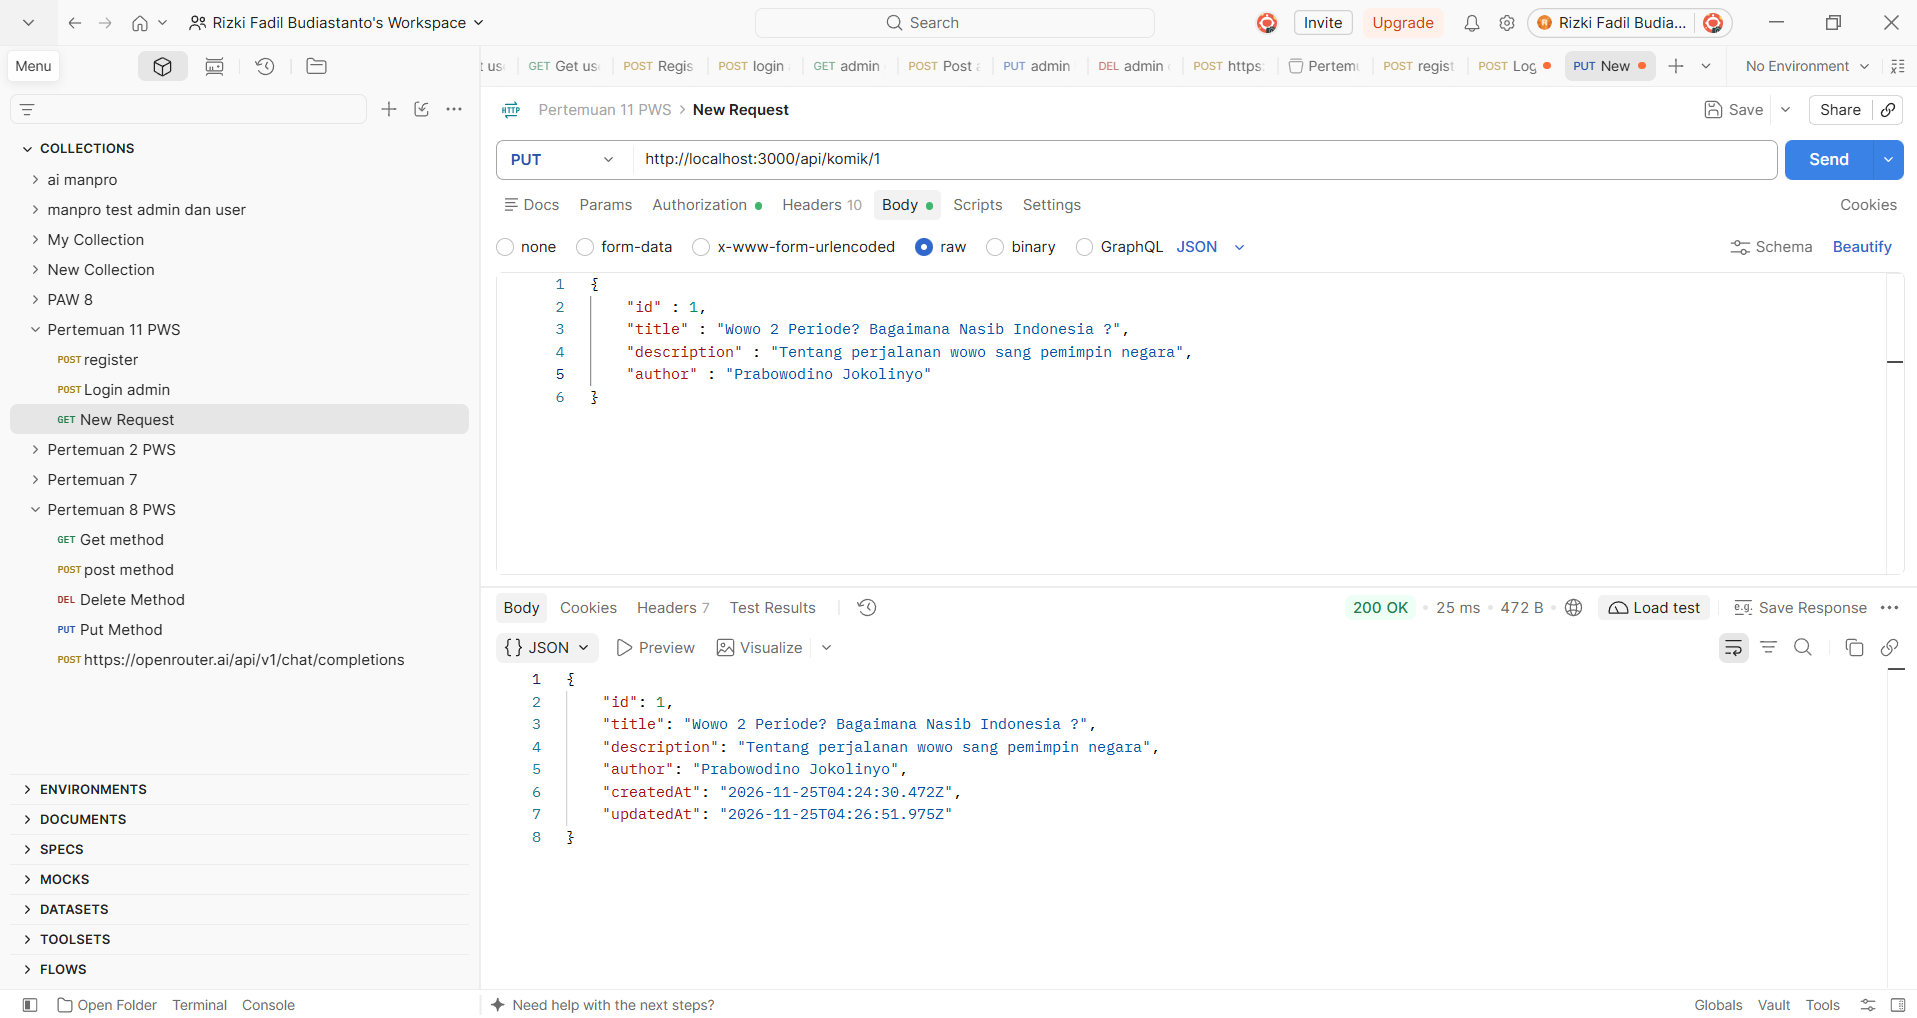 Rizki Fadil Budiastanto's Workspace
Search
Invite
Upgrade
Rizki Fadil Budia...
Menu
GET Get us
POST Regis
POST login
GET admin
POST Post
PUT admin
DEL admin
POST https:
Pertem
POST regist
POST Log
PUT New
No Environment
HTTP
Pertemuan 11 PWS > New Request
Save
Share
COLLECTIONS
ai manpro
manpro test admin dan user
My Collection
New Collection
PAW 8
Pertemuan 11 PWS
POST register
POST Login admin
GET New Request
Pertemuan 2 PWS
Pertemuan 7
Pertemuan 8 PWS
GET Get method
POST post method
DEL Delete Method
PUT Put Method
POST https://openrouter.ai/api/v1/chat/completions
ENVIRONMENTS
DOCUMENTS
SPECS
MOCKS
DATASETS
TOOLSETS
FLOWS
PUT
http://localhost:3000/api/komik/1
Send
Docs
Params
Authorization
Headers 10
Body
Scripts
Settings
Cookies
none
form-data
x-www-form-urlencoded
raw
binary
GraphQL
JSON
Schema
Beautify
1 {
2 "id" : 1,
3 "title" : "Wowo 2 Periode? Bagaimana Nasib Indonesia ?",
4 "description" : "Tentang perjalanan wowo sang pemimpin negara",
5 "author" : "Prabowodino Jokolinyo"
6 }
Body
Cookies
Headers 7
Test Results
200 OK
25 ms
472 B
Load test
e.g. Save Response
{} JSON
Preview
Visualize
1 {
2 "id": 1,
3 "title": "Wowo 2 Periode? Bagaimana Nasib Indonesia ?",
4 "description": "Tentang perjalanan wowo sang pemimpin negara",
5 "author": "Prabowodino Jokolinyo",
6 "createdAt": "2026-11-25T04:24:30.472Z",
7 "updatedAt": "2026-11-25T04:26:51.975Z"
8 }
Open Folder
Terminal
Console
Need help with the next steps?
Globals
Vault
Tools